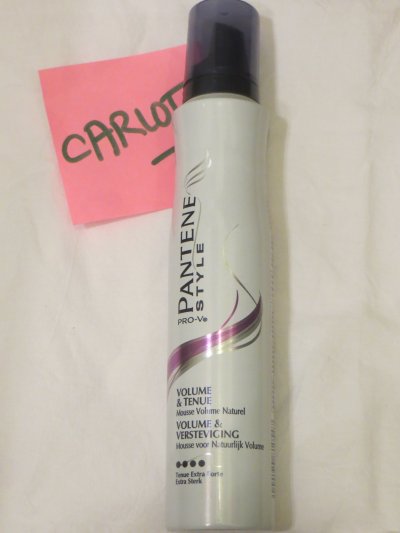 CARLOT
PANTENE
STYLE
PRO-V
VOLUME
& TENUE
Mousse Volume Naturel
VOLUME &
VERSTEVIGING
Mousse voor Natuurlijk Volume
Tenue Extra Forte
Extra Sterk